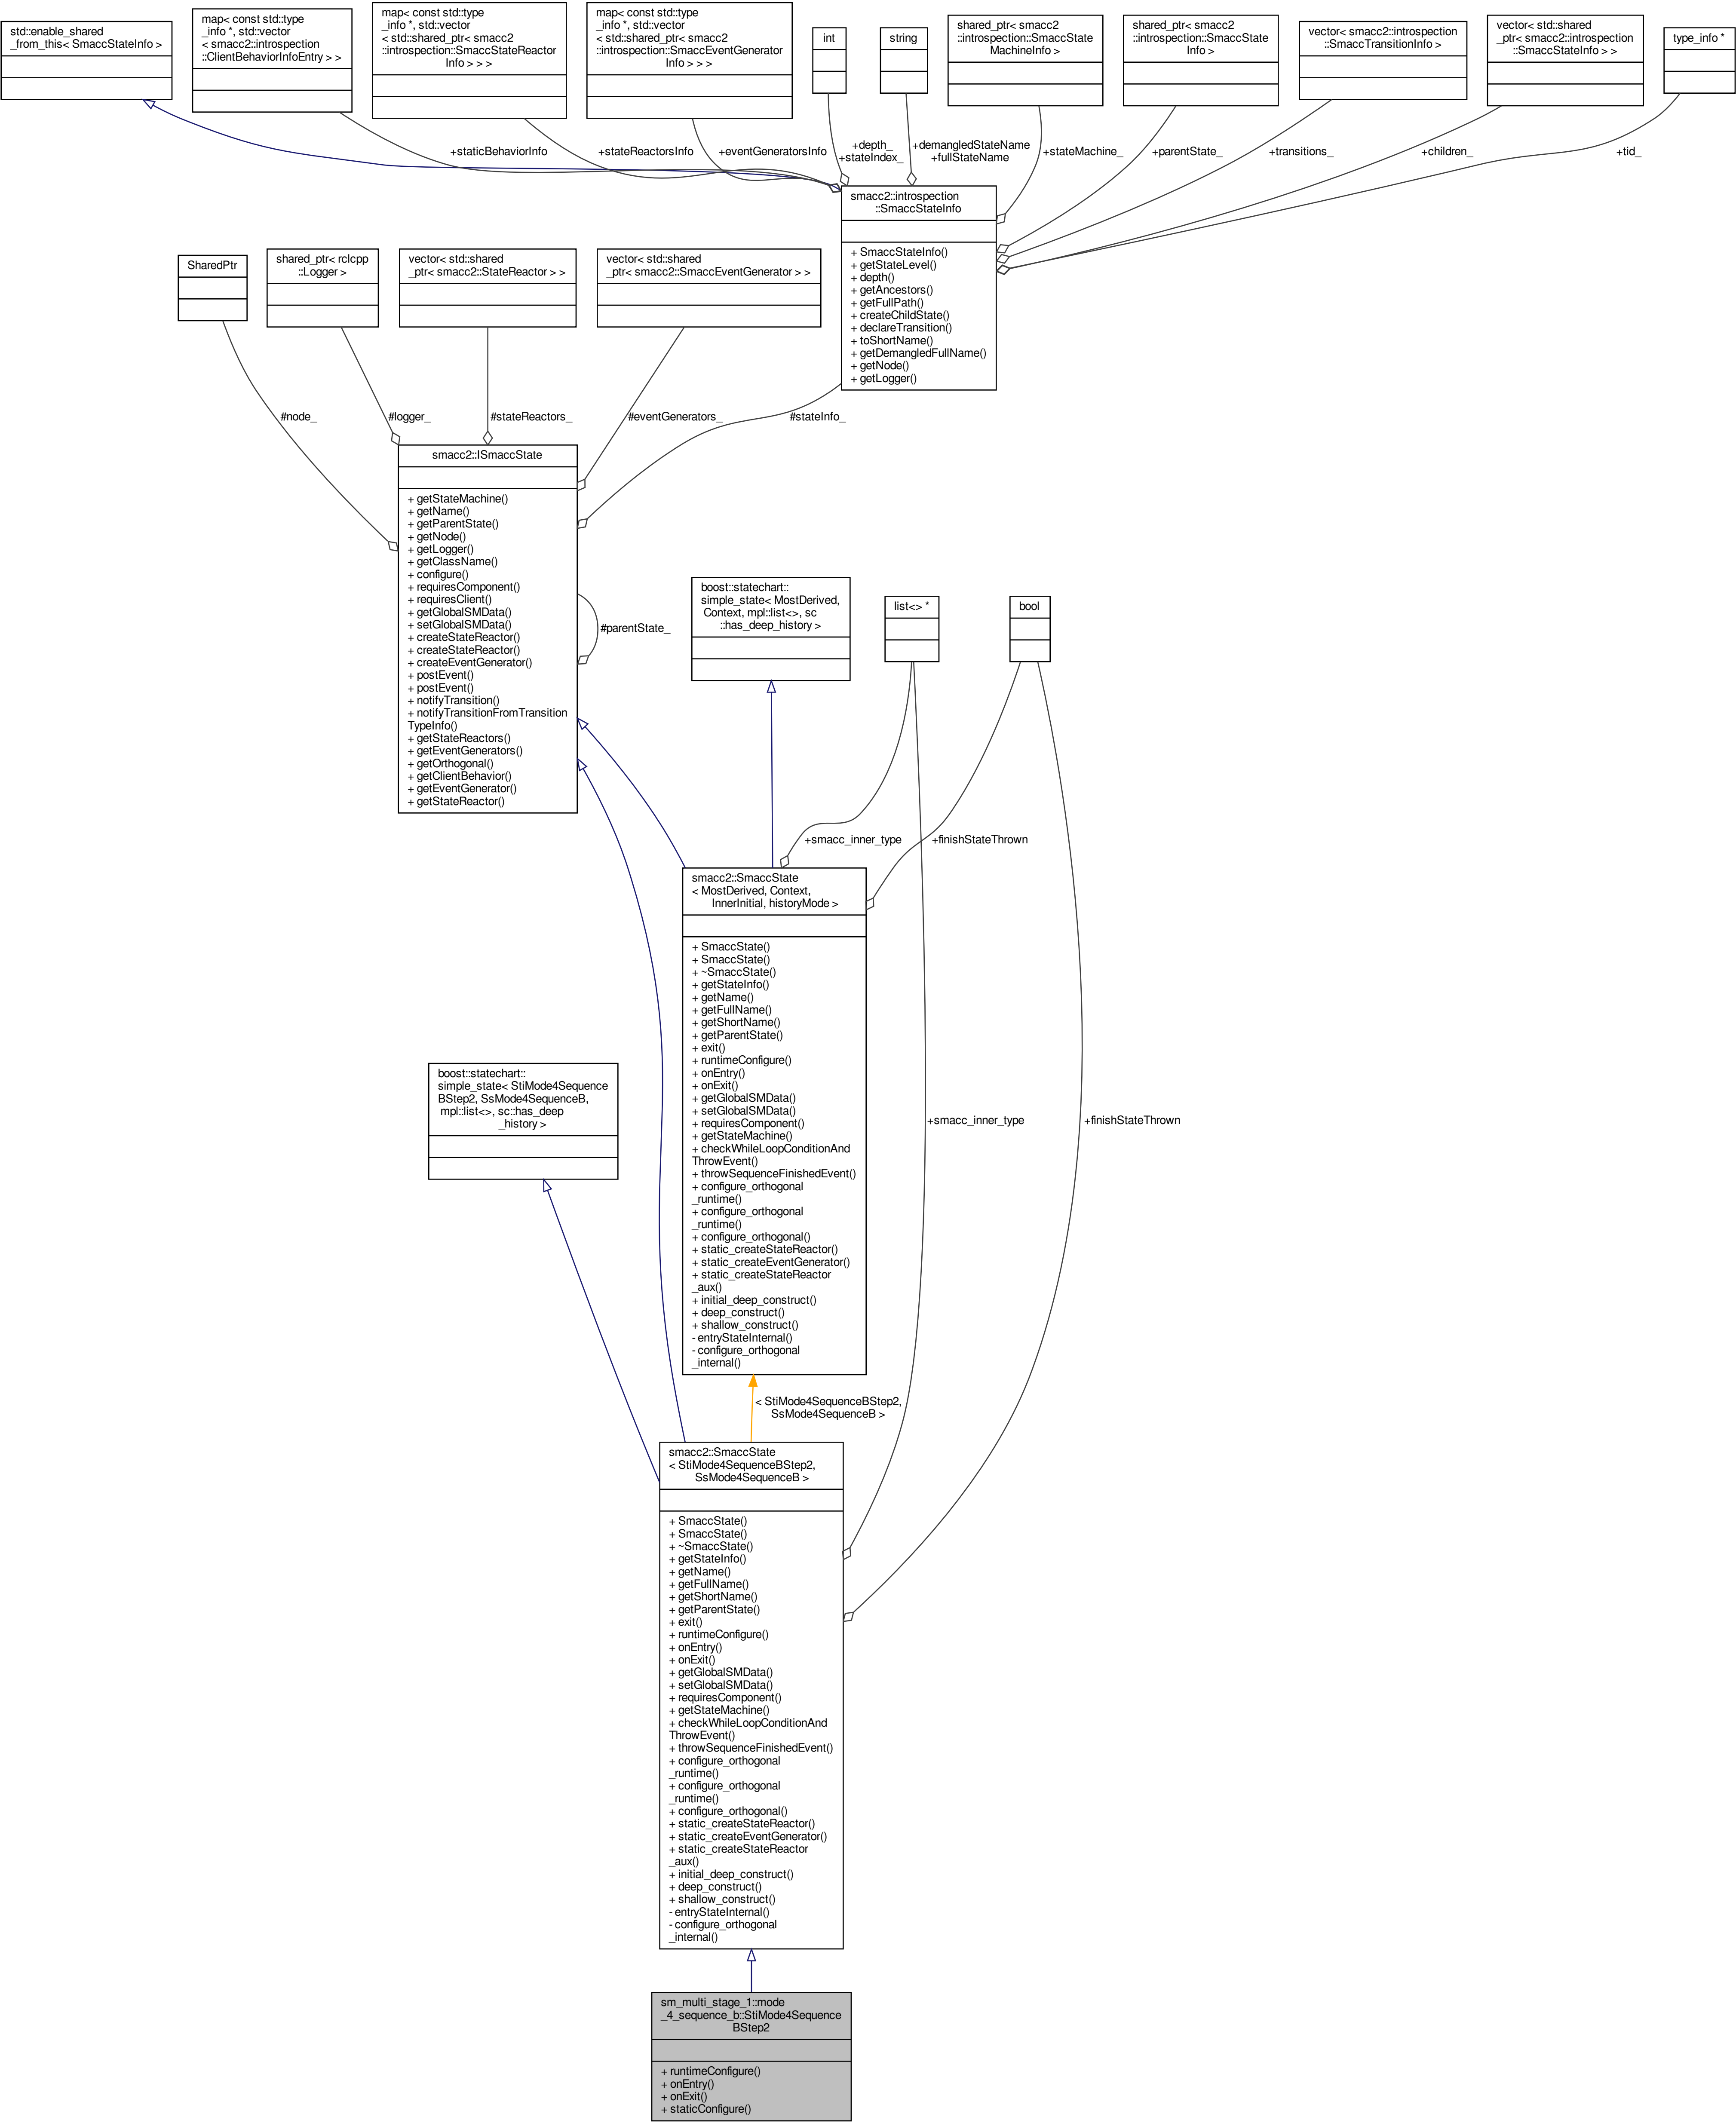 std::enable_shared
_from_this< SmaccStateInfo >
map< const std::type
_info *, std::vector
< smacc2::introspection
::ClientBehaviorInfoEntry > >
map< const std::type
_info *, std::vector
< std::shared_ptr< smacc2
::introspection::SmaccStateReactor
Info > > >
map< const std::type
_info *, std::vector
< std::shared_ptr< smacc2
::introspection::SmaccEventGenerator
Info > > >
int
string
shared_ptr< smacc2
::introspection::SmaccState
MachineInfo >
shared_ptr< smacc2
::introspection::SmaccState
Info >
vector< smacc2::introspection
::SmaccTransitionInfo >
vector< std::shared
_ptr< smacc2::introspection
::SmaccStateInfo > >
type_info *
+staticBehaviorInfo
+stateReactorsInfo
+eventGeneratorsInfo
+depth_
+stateIndex_
+demangledStateName
+fullStateName
+stateMachine_
+parentState_
+transitions_
+children_
+tid_
smacc2::introspection
::SmaccStateInfo
+ SmaccStateInfo()
+ getStateLevel()
+ depth()
+ getAncestors()
+ getFullPath()
+ createChildState()
+ declareTransition()
+ toShortName()
+ getDemangledFullName()
+ getNode()
+ getLogger()
SharedPtr
shared_ptr< rclcpp
::Logger >
vector< std::shared
_ptr< smacc2::StateReactor > >
vector< std::shared
_ptr< smacc2::SmaccEventGenerator > >
#node_
#logger_
#stateReactors_
#eventGenerators_
#stateInfo_
smacc2::ISmaccState
+ getStateMachine()
+ getName()
+ getParentState()
+ getNode()
+ getLogger()
+ getClassName()
+ configure()
+ requiresComponent()
+ requiresClient()
+ getGlobalSMData()
+ setGlobalSMData()
+ createStateReactor()
+ createStateReactor()
+ createEventGenerator()
+ postEvent()
+ postEvent()
+ notifyTransition()
+ notifyTransitionFromTransition
TypeInfo()
+ getStateReactors()
+ getEventGenerators()
+ getOrthogonal()
+ getClientBehavior()
+ getEventGenerator()
+ getStateReactor()
#parentState_
boost::statechart::
simple_state< MostDerived,
Context, mpl::list<>, sc
::has_deep_history >
list<> *
bool
+smacc_inner_type
+finishStateThrown
smacc2::SmaccState
< MostDerived, Context,
InnerInitial, historyMode >
+ SmaccState()
+ SmaccState()
+ ~SmaccState()
+ getStateInfo()
+ getName()
+ getFullName()
+ getShortName()
+ getParentState()
+ exit()
+ runtimeConfigure()
+ onEntry()
+ onExit()
+ getGlobalSMData()
+ setGlobalSMData()
+ requiresComponent()
+ getStateMachine()
+ checkWhileLoopConditionAnd
ThrowEvent()
+ throwSequenceFinishedEvent()
+ configure_orthogonal
_runtime()
+ configure_orthogonal
_runtime()
+ configure_orthogonal()
+ static_createStateReactor()
+ static_createEventGenerator()
+ static_createStateReactor
_aux()
+ initial_deep_construct()
+ deep_construct()
+ shallow_construct()
- entryStateInternal()
- configure_orthogonal
_internal()
boost::statechart::
simple_state< StiMode4Sequence
BStep2, SsMode4SequenceB,
mpl::list<>, sc::has_deep
_history >
+smacc_inner_type
+finishStateThrown
< StiMode4SequenceBStep2,
SsMode4SequenceB >
smacc2::SmaccState
< StiMode4SequenceBStep2,
SsMode4SequenceB >
+ SmaccState()
+ SmaccState()
+ ~SmaccState()
+ getStateInfo()
+ getName()
+ getFullName()
+ getShortName()
+ getParentState()
+ exit()
+ runtimeConfigure()
+ onEntry()
+ onExit()
+ getGlobalSMData()
+ setGlobalSMData()
+ requiresComponent()
+ getStateMachine()
+ checkWhileLoopConditionAnd
ThrowEvent()
+ throwSequenceFinishedEvent()
+ configure_orthogonal
_runtime()
+ configure_orthogonal
_runtime()
+ configure_orthogonal()
+ static_createStateReactor()
+ static_createEventGenerator()
+ static_createStateReactor
_aux()
+ initial_deep_construct()
+ deep_construct()
+ shallow_construct()
- entryStateInternal()
- configure_orthogonal
_internal()
sm_multi_stage_1::mode
_4_sequence_b::StiMode4Sequence
BStep2
+ runtimeConfigure()
+ onEntry()
+ onExit()
+ staticConfigure()